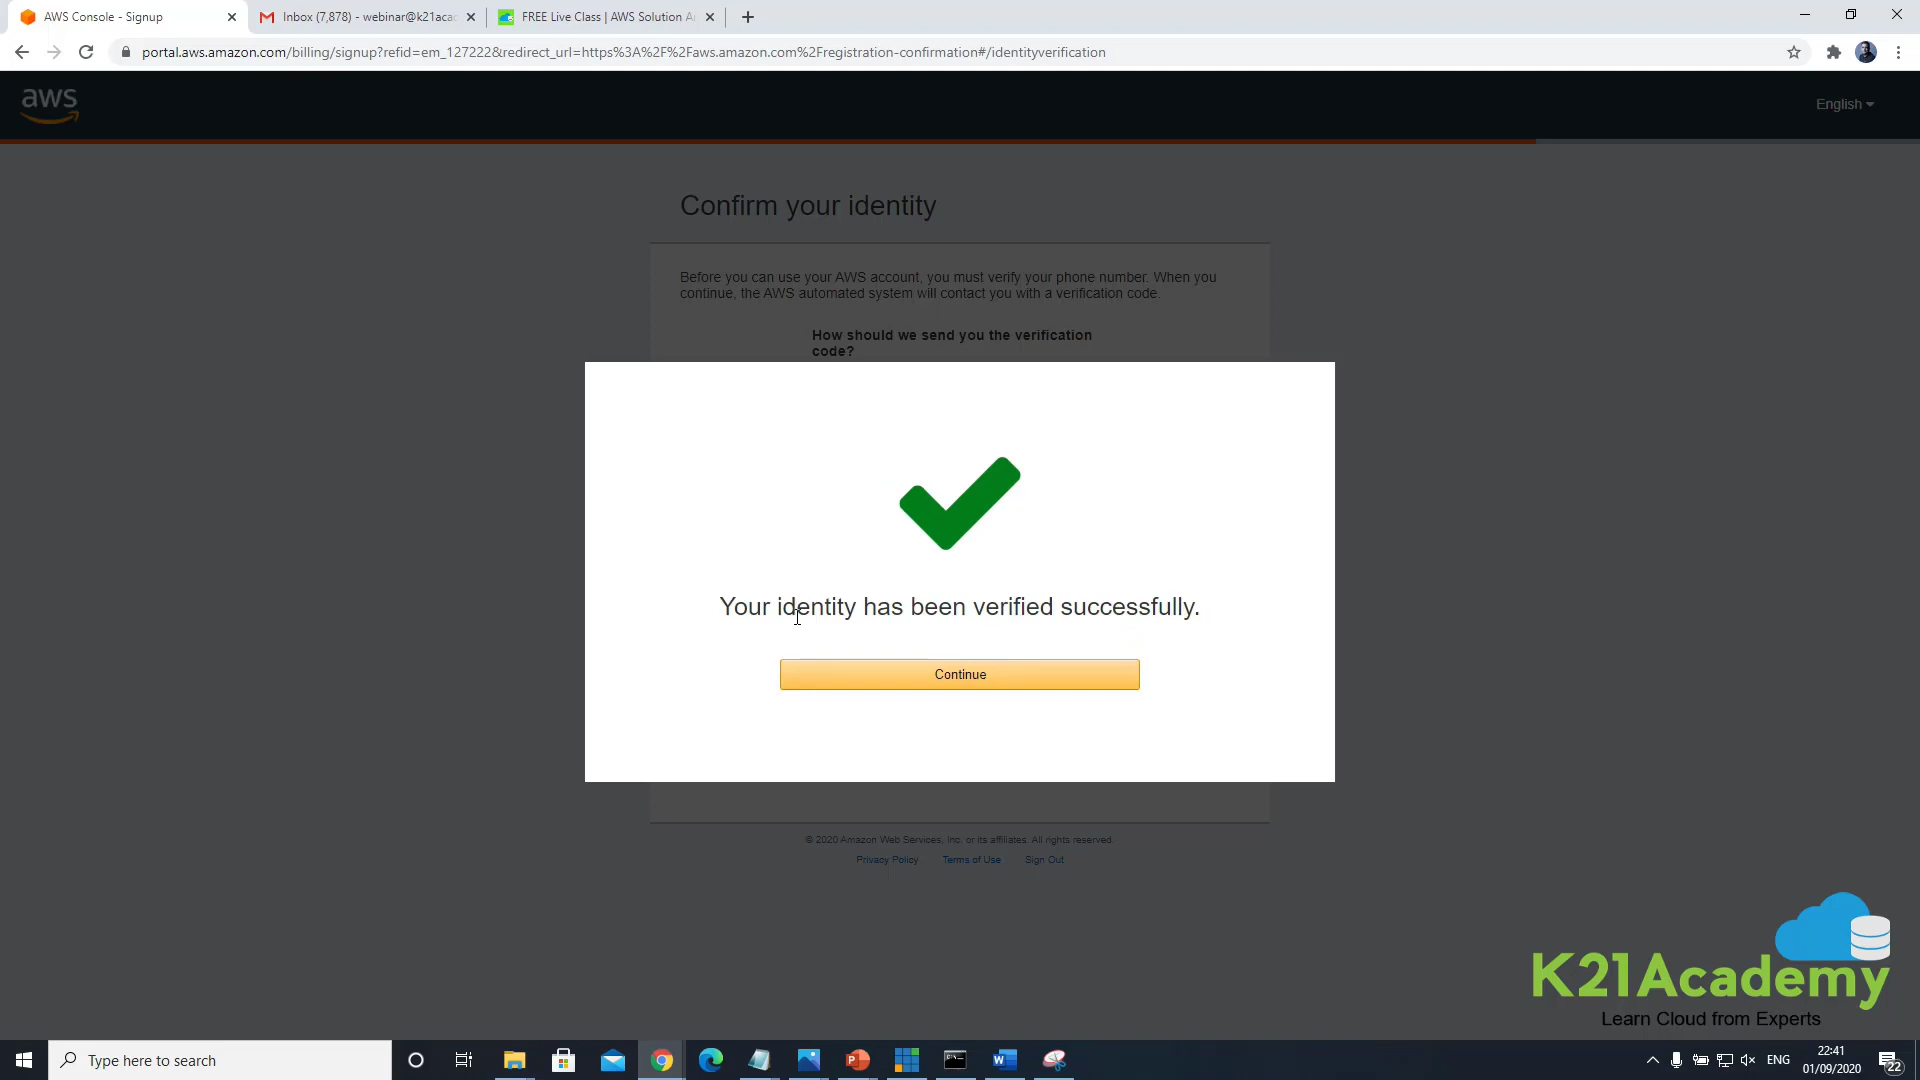 AWS Console - Signup
Inbox (7,878) - webinar@k21aca
FREE Live Class | AWS Solution A
portal.aws.amazon.com/billing/signup?refid=em_127222&redirect_url=https%3A%2F%2Faws.amazon.com%2Fregistration-confirmation#/identityverification
aws
English
Confirm your identity
Before you can use your AWS account, you must verify your phone number. When you
continue, the AWS automated system will contact you with a verification code.
How should we send you the verification
code?
Your identity has been verified successfully.
Continue
© 2020 Amazon Web Services, Inc. or its affiliates. All rights reserved.
Privacy Policy Terms of Use Sign Out
K21Academy
Learn Cloud from Experts
Type here to search
ENG
22:41
01/09/2020
22